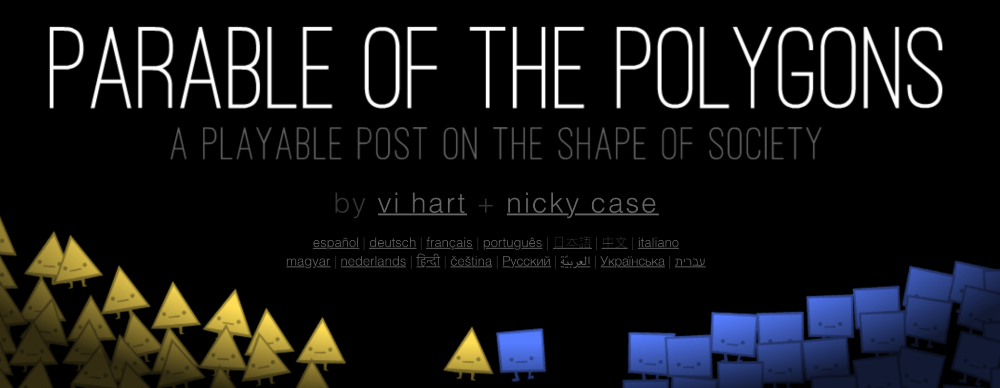 PARABLE OF THE POLYGONS
A PLAYABLE POST ON THE SHAPE OF SOCIETY
by vi hart + nicky case
español | deutsch | français | português | 日本語 | 中文 | italiano
magyar | nederlands | हिन्दी | čeština | Русский | العربيّة | Українська | עברית